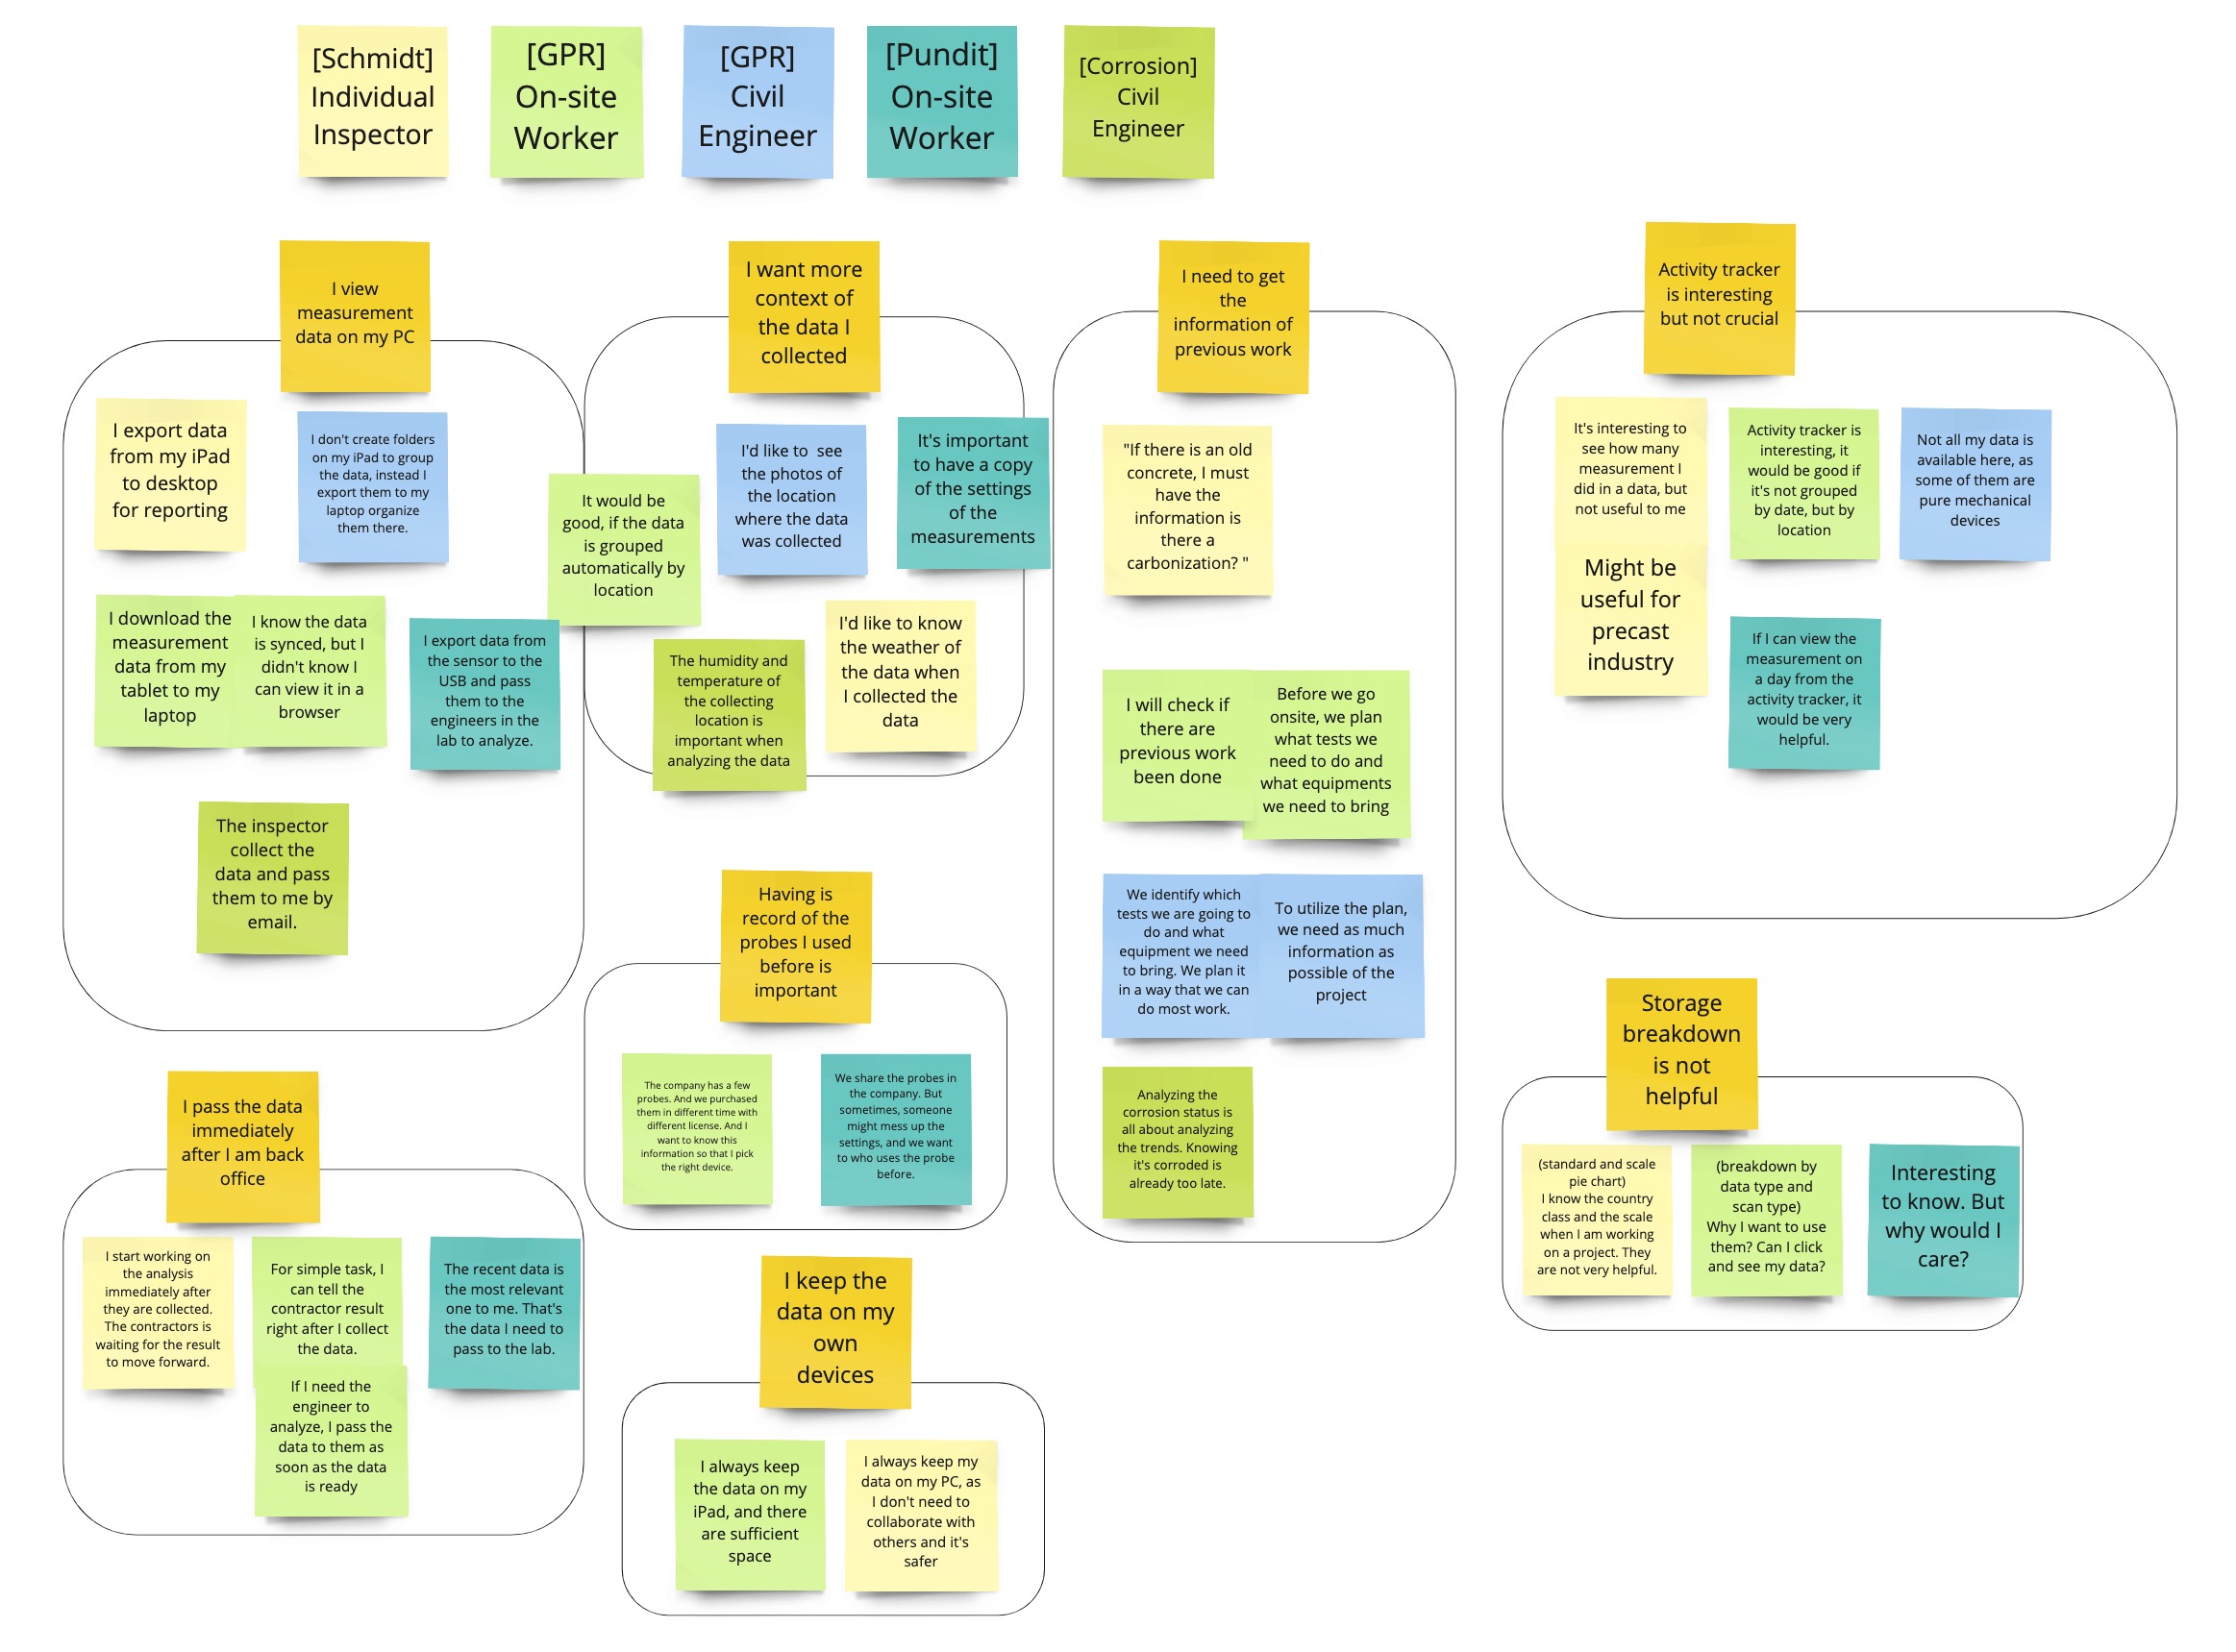 [Schmidt]
Individual
Inspector
[GPR]
On-site
Worker
[GPR]
Civil
Engineer
[Pundit]
On-site
Worker
[Corrosion]
Civil
Engineer
I view
measurement
data on my PC
I export data
from my iPad
to desktop
for reporting
I don't create folders
on my iPad to group
the data, instead I
export them to my
laptop organize
them there.
I download the
measurement
data from my
tablet to my
laptop
I know the data
is synced, but I
didn't know I
can view it in a
browser
I export data from
the sensor to the
USB and pass
them to the
engineers in the
lab to analyze.
The inspector
collect the
data and pass
them to me by
email.
I want more
context of
the data I
collected
It would be
good, if the data
is grouped
automatically by
location
I'd like to see
the photos of
the location
where the data
was collected
It's important
to have a copy
of the settings
of the
measurements
The humidity and
temperature of
the collecting
location is
important when
analyzing the data
I'd like to know
the weather of
the data when
I collected the
data
I need to get
the
information of
previous work
"If there is an old
concrete, I must
have the
information is
there a
carbonization? "
I will check if
there are
previous work
been done
Before we go
onsite, we plan
what tests we
need to do and
what equipments
we need to bring
We identify which
tests we are going to
do and what
equipment we need
to bring. We plan it
in a way that we can
do most work.
To utilize the plan,
we need as much
information as
possible of the
project
Analyzing the
corrosion status is
all about analyzing
the trends. Knowing
it's corroded is
already too late.
Activity tracker
is interesting
but not crucial
It's interesting to
see how many
measurement I
did in a data, but
not useful to me
Might be
useful for
precast
industry
Activity tracker is
interesting, it
would be good if
it's not grouped
by date, but by
location
Not all my data is
available here, as
some of them are
pure mechanical
devices
If I can view the
measurement on
a day from the
activity tracker, it
would be very
helpful.
Having is
record of the
probes I used
before is
important
The company has a few
probes. And we purchased
them in different time with
different license. And I
want to know this
information so that I pick
the right device.
We share the probes in
the company. But
sometimes, someone
might mess up the
settings, and we want
to who uses the probe
before.
Storage
breakdown
is not
helpful
(standard and scale
pie chart)
I know the country
class and the scale
when I am working
on a project. They
are not very helpful.
(breakdown by
data type and
scan type)
Why I want to use
them? Can I click
and see my data?
Interesting
to know. But
why would I
care?
I pass the data
immediately
after I am back
office
I start working on
the analysis
immediately after
they are collected.
The contractors is
waiting for the result
to move forward.
For simple task, I
can tell the
contractor result
right after I collect
the data.
If I need the
engineer to
analyze, I pass the
data to them as
soon as the data
is ready
The recent data is
the most relevant
one to me. That's
the data I need to
pass to the lab.
I keep the
data on my
own
devices
I always keep
the data on my
iPad, and there
are sufficient
space
I always keep my
data on my PC, as
I don't need to
collaborate with
others and it's
safer